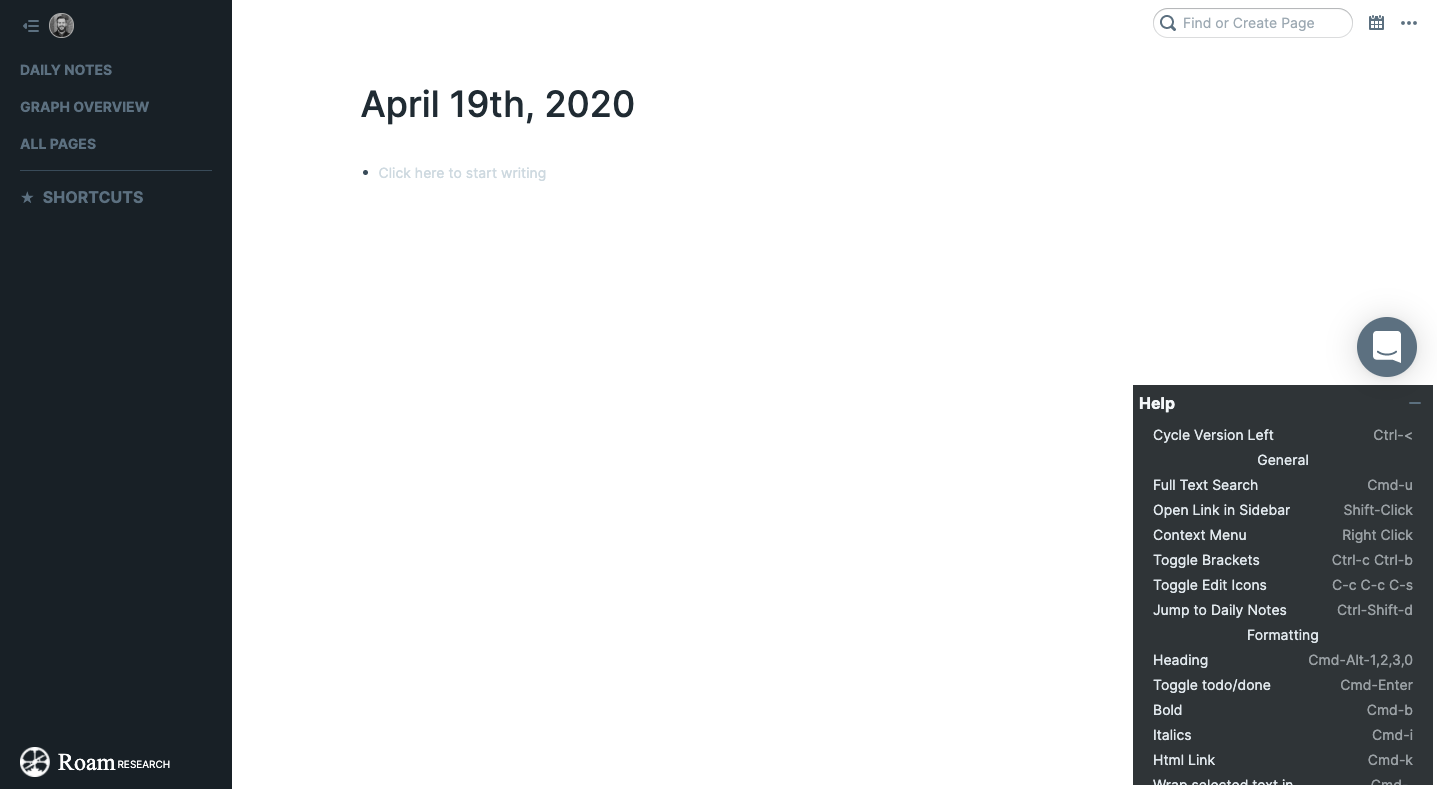 DAILY NOTES
GRAPH OVERVIEW
ALL PAGES
★ SHORTCUTS
Roam RESEARCH
Find or Create Page
April 19th, 2020
• Click here to start writing
Help
Cycle Version Left Ctrl-<
General
Full Text Search Cmd-u
Open Link in Sidebar Shift-Click
Context Menu Right Click
Toggle Brackets Ctrl-c Ctrl-b
Toggle Edit Icons C-c C-c C-s
Jump to Daily Notes Ctrl-Shift-d
Formatting
Heading Cmd-Alt-1,2,3,0
Toggle todo/done Cmd-Enter
Bold Cmd-b
Italics Cmd-i
Html Link Cmd-k
Wrap selected text in Cmd-